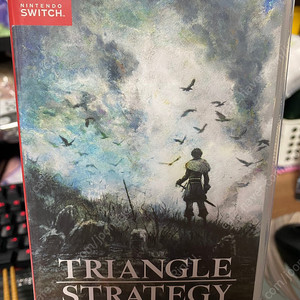 NINTENDO
SWITCH
TRIANGLE
STRATEGY